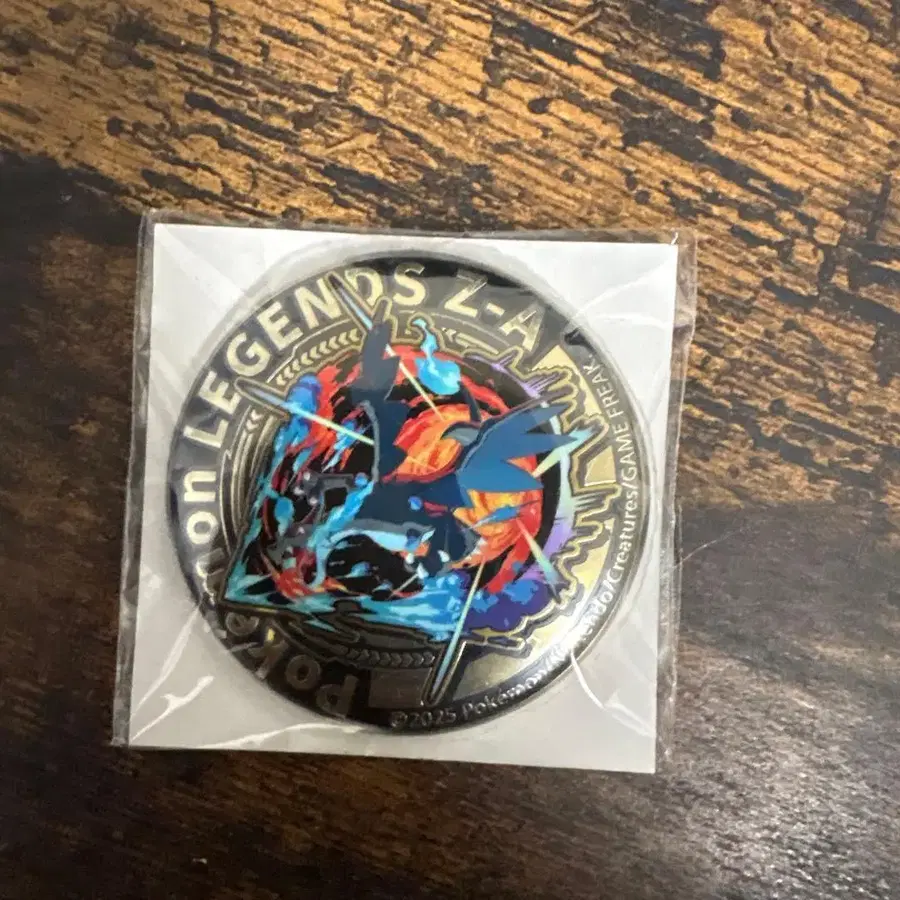 Pokémon LEGENDS Z-A
©2025 Pokémon/Nintendo/Creatures/GAME FREAK.